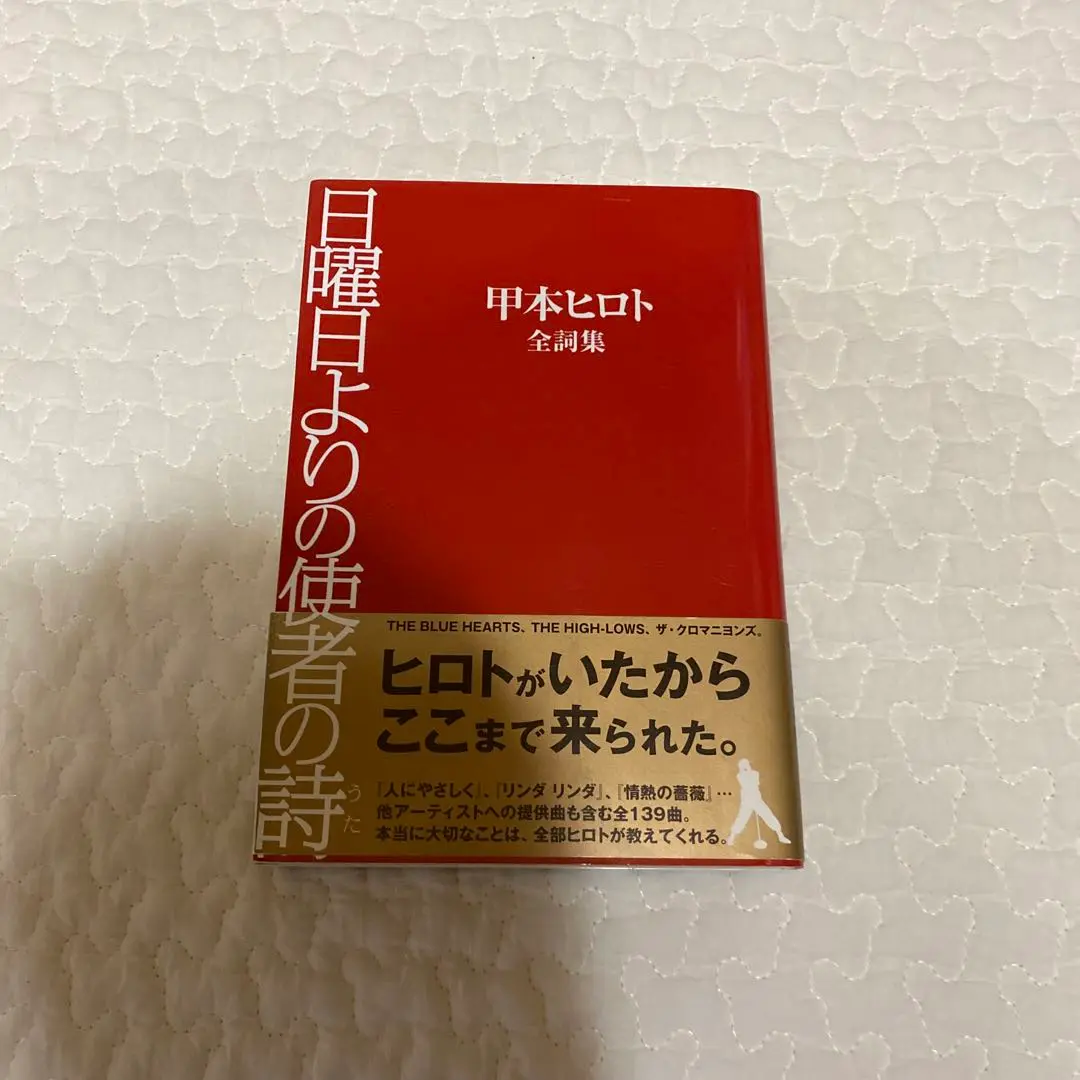 日曜日よりの使者の詩
うた
甲本ヒロト
全詞集
THE BLUE HEARTS、THE HIGH-LOWS、ザ・クロマニヨンズ。
ヒロトがいたから
ここまで来られた。
『人にやさしく』、『リンダ リンダ』、『情熱の薔薇』…
他アーティストへの提供曲も含む全139曲。
本当に大切なことは、全部ヒロトが教えてくれる。